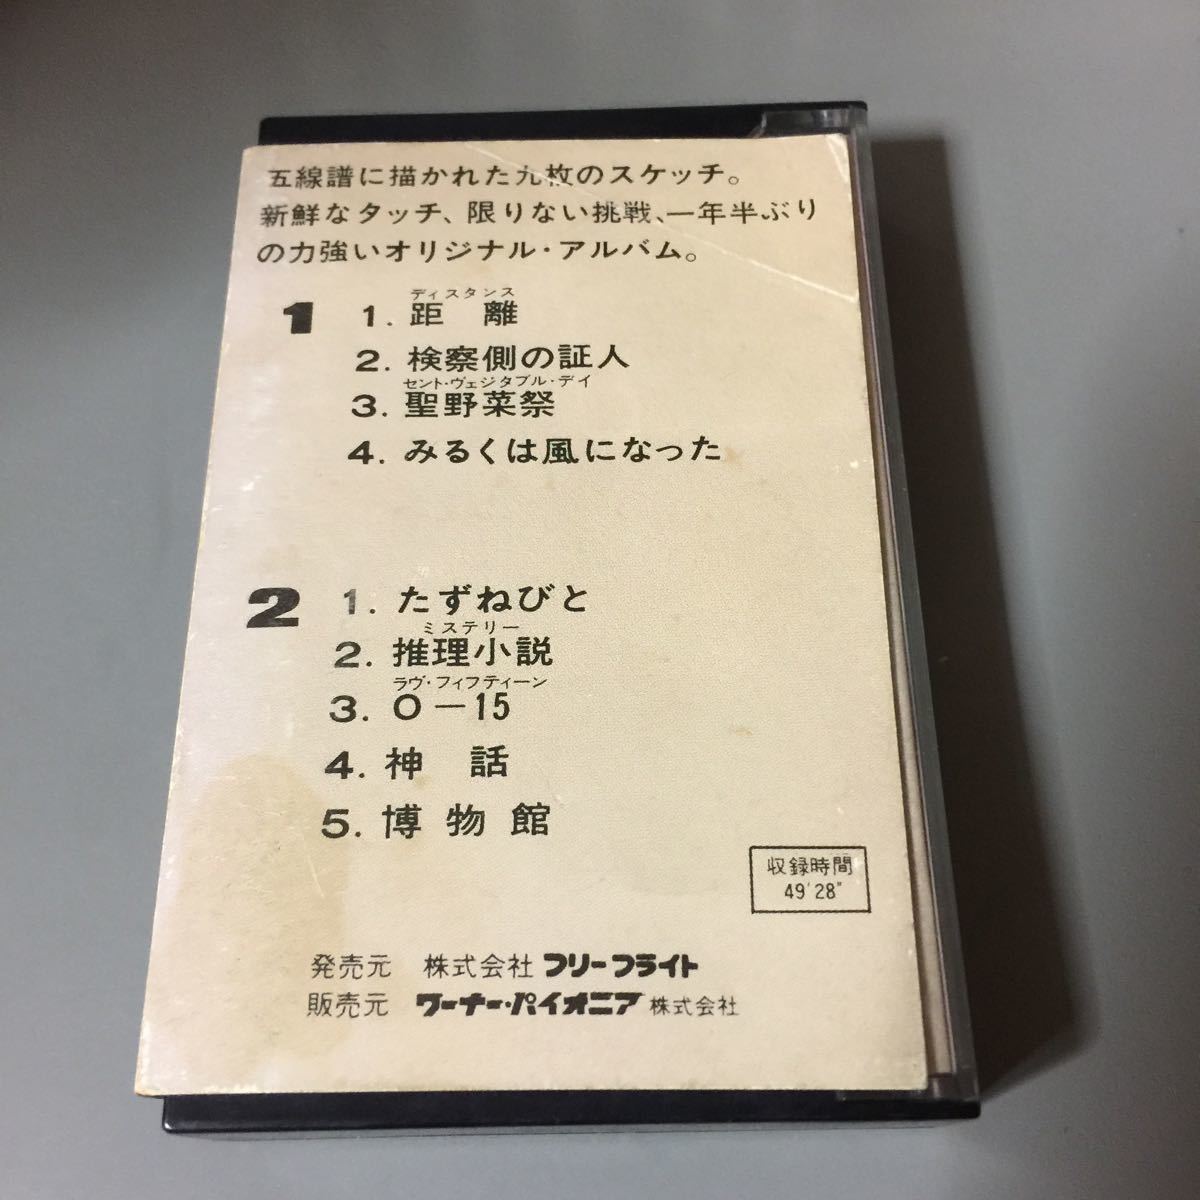 五線譜に描かれた九枚のスケッチ。
新鮮なタッチ、限りない挑戦、一年半ぶり
の力強いオリジナル・アルバム。
ディスタンス
1 1. 距離
2. 検察側の証人
セント・ヴェジタブル・デイ
3. 聖野菜祭
4. みるくは風になった
2 1. たずねびと
ミステリー
2. 推理小説
ラヴ・フィフティーン
3. 0-15
4. 神話
5. 博物館
収録時間
49'28"
発売元 株式会社フリーフライト
販売元 ワーナー・パイオニア株式会社